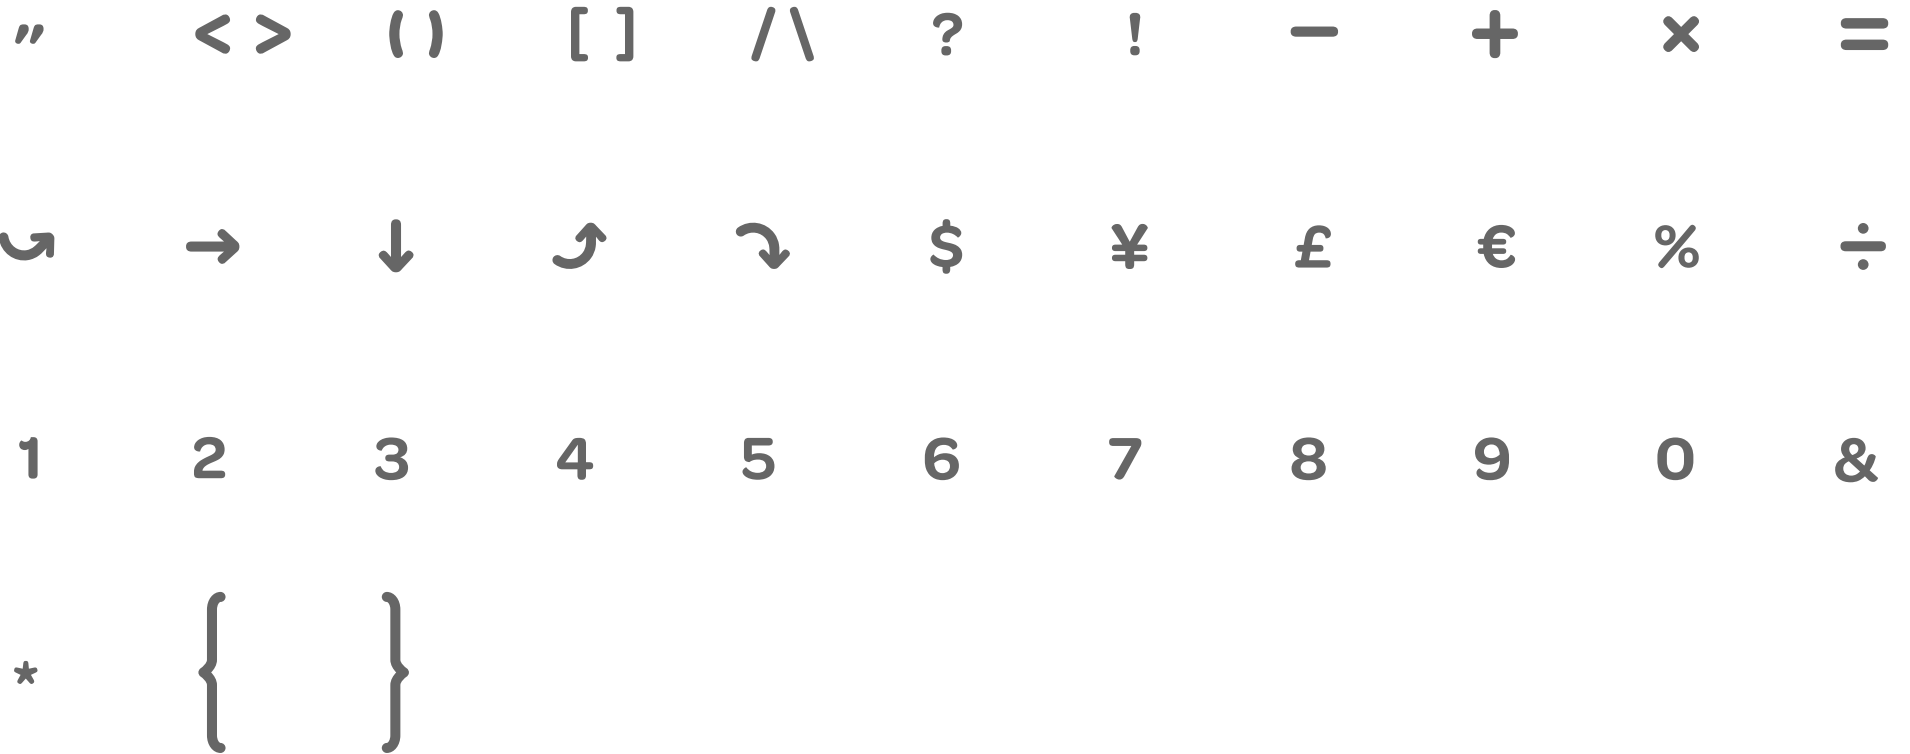 ” < > ( ) [ ] / \ ? ! − + × =
⤻ → ↓ ⤴ ⤵ $ ¥ £ € % ÷
1 2 3 4 5 6 7 8 9 0 &
* { }